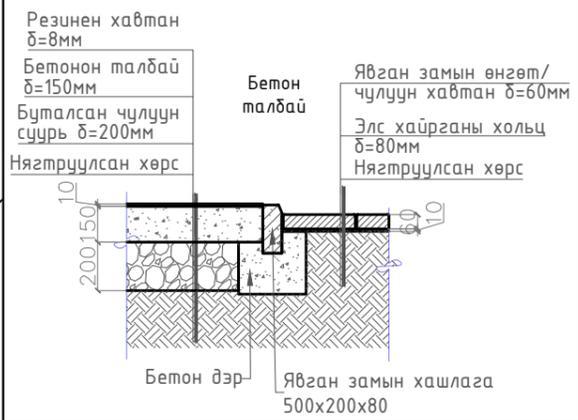 Резинен хавтан
δ=8мм
Бетонон талбай
δ=150мм
Буталсан чулуун
суурь δ=200мм
Нягтруулсан хөрс
Бетон
талбай
Явган замын өнгөт/
чулуун хавтан δ=60мм
Элс хайрганы хольц
δ=80мм
Нягтруулсан хөрс
10
150
200
60
10
Бетон дэр
Явган замын хашлага
500x200x80